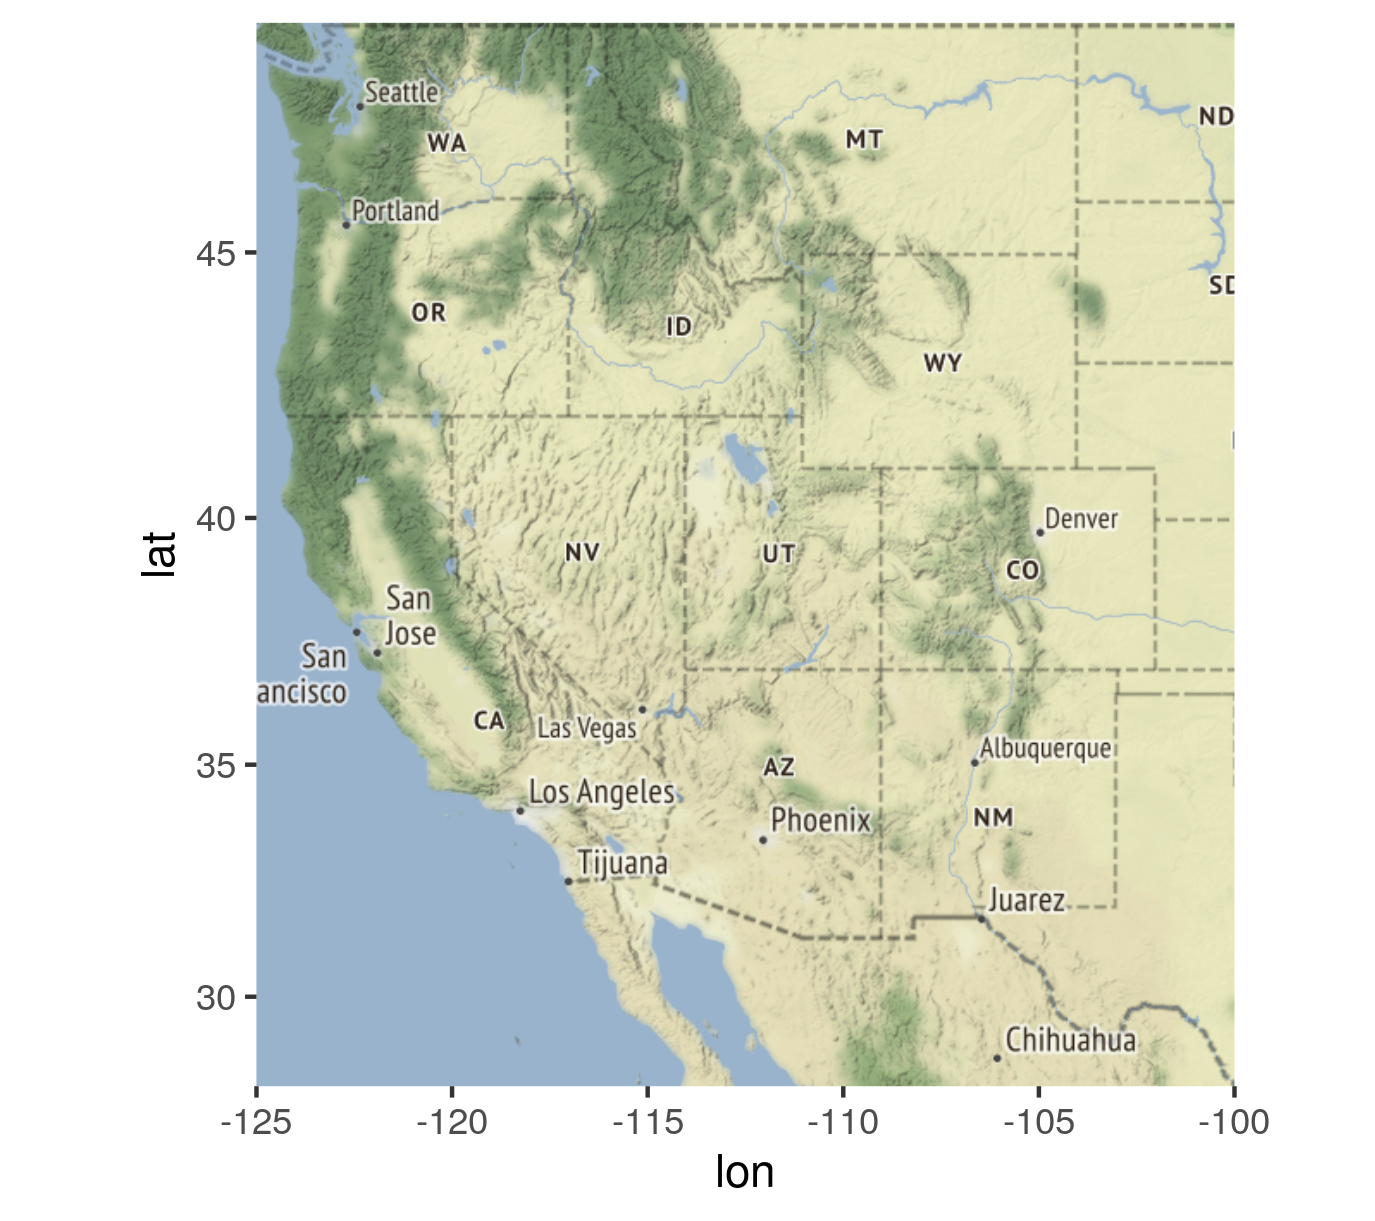 Seattle
WA
MT
ND
Portland
45
OR
ID
SD
WY
40
Denver
NV
UT
CO
lat
San
Jose
San
ancisco
CA
Las Vegas
Albuquerque
35
AZ
Los Angeles
Phoenix
NM
Tijuana
Juarez
30
Chihuahua
-125
-120
-115
-110
-105
-100
lon